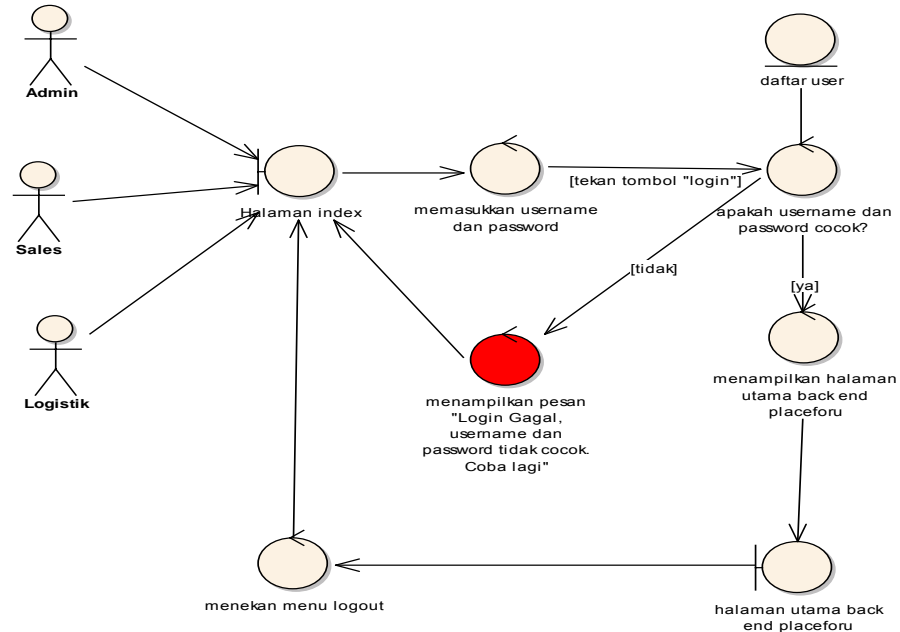 Admin
daftar user
Sales
Halaman index
memasukkan username
dan password
[tekan tombol "login"]
apakah username dan
password cocok?
[tidak]
[ya]
Logistik
menampilkan pesan
"Login Gagal,
username dan
password tidak cocok.
Coba lagi"
menampilkan halaman
utama back end
placeforu
menekan menu logout
halaman utama back
end placeforu